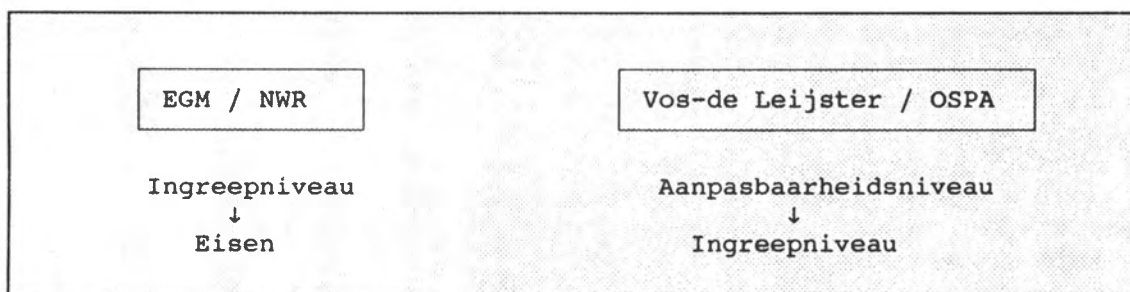 EGM / NWR
Ingreepniveau
↓
Eisen
Vos-de Leijster / OSPA
Aanpasbaarheidsniveau
↓
Ingreepniveau